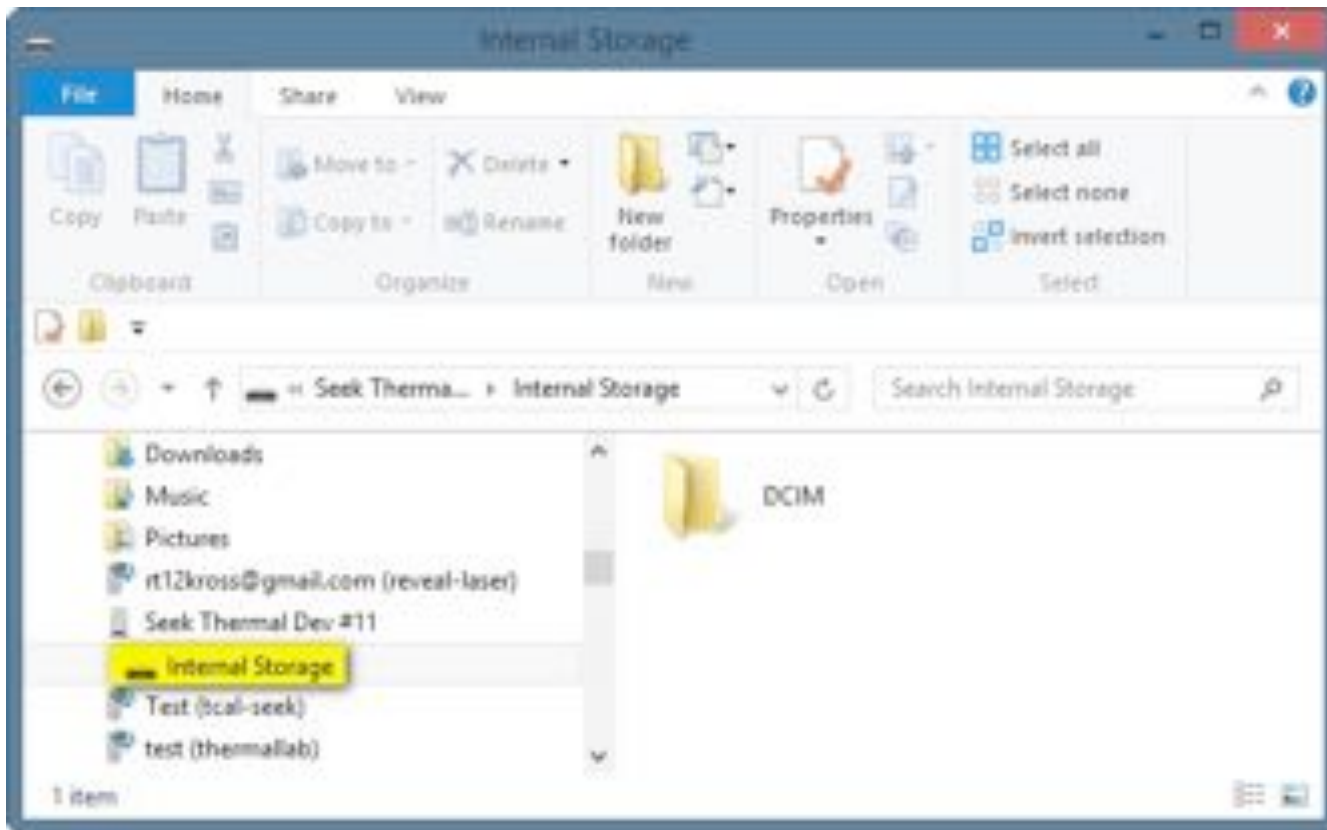 Internal Storage
File Home Share View
Copy Paste Move to Copy to Delete Rename New folder Properties Select all Select none Invert selection
Clipboard Organize New Open Select
« Seek Therma... Internal Storage Search Internal Storage
Downloads
Music
Pictures
rt12kross@gmail.com (reveal-laser)
Seek Thermal Dev #11
Internal Storage
Test (tcal-seek)
test (thermallab)
DCIM
1 item